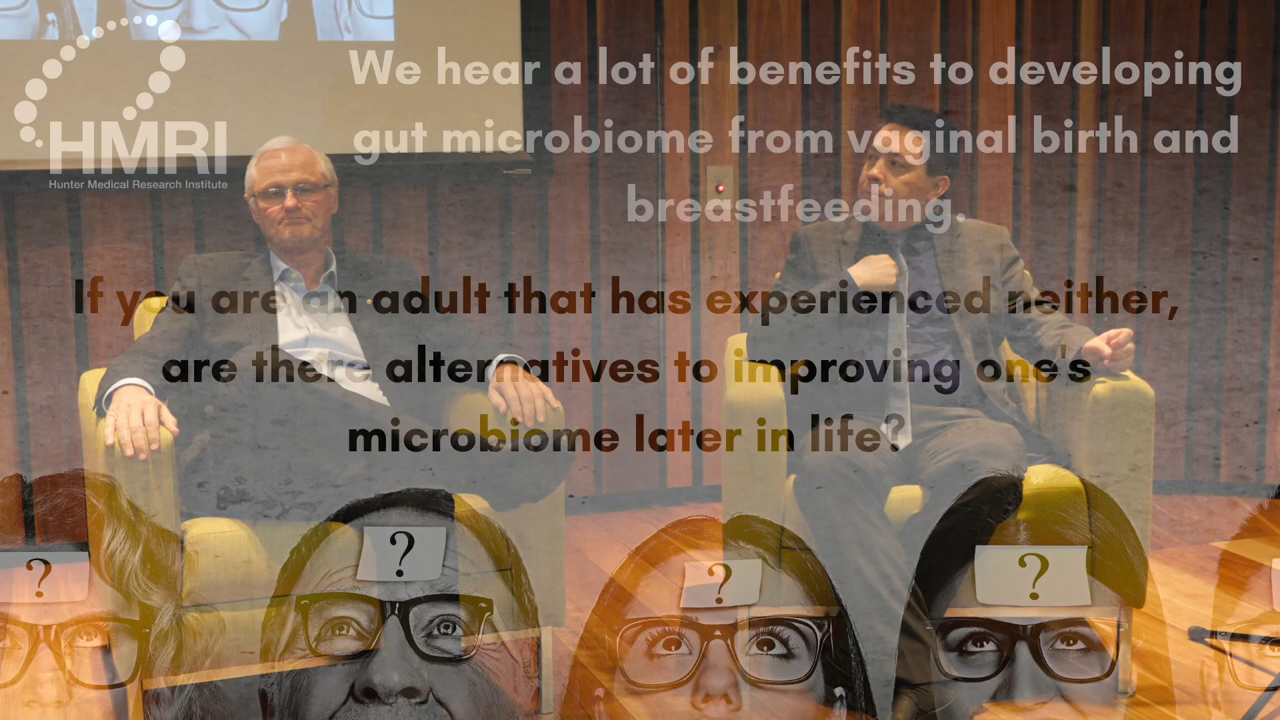 We hear a lot of benefits to developing
gut microbiome from vaginal birth and
breastfeeding.
HMRI
Hunter Medical Research Institute
If you are an adult that has experienced neither,
are there alternatives to improving one's
microbiome later in life?
?
?
?
?